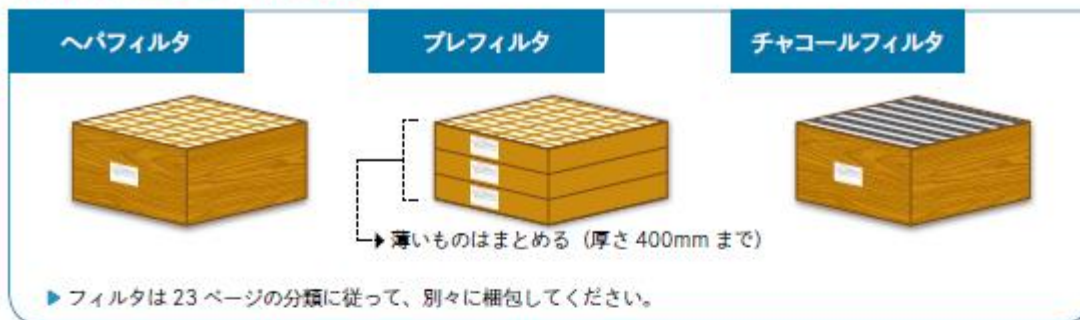 ヘパフィルタ
プレフィルタ
チャコールフィルタ
薄いものはまとめる（厚さ 400mm まで）
▶ フィルタは 23 ページの分類に従って、別々に梱包してください。